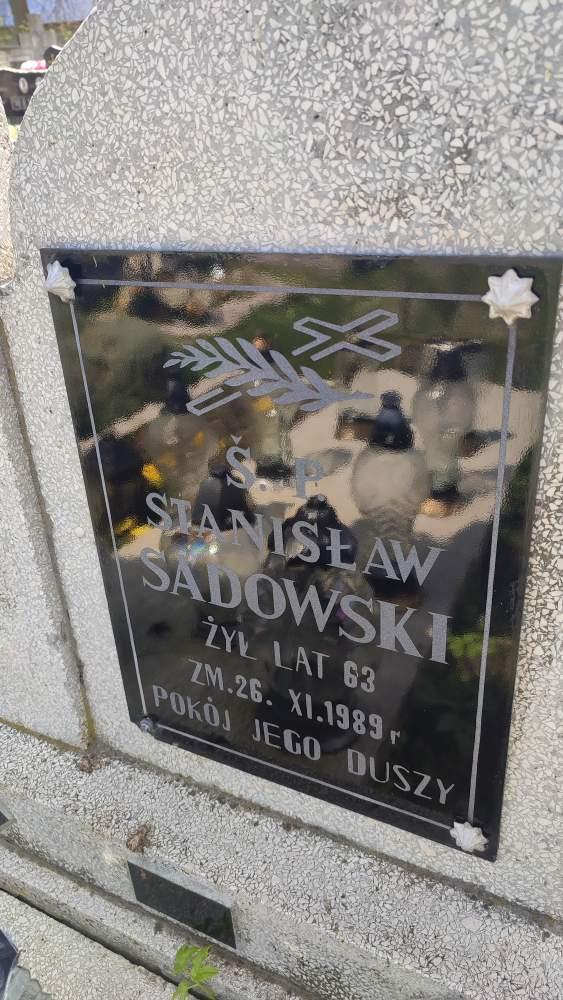 Ś. P
STANISŁAW
SADOWSKI
ŻYŁ LAT 63
ZM. 26. XI. 1989 r
POKÓJ JEGO DUSZY